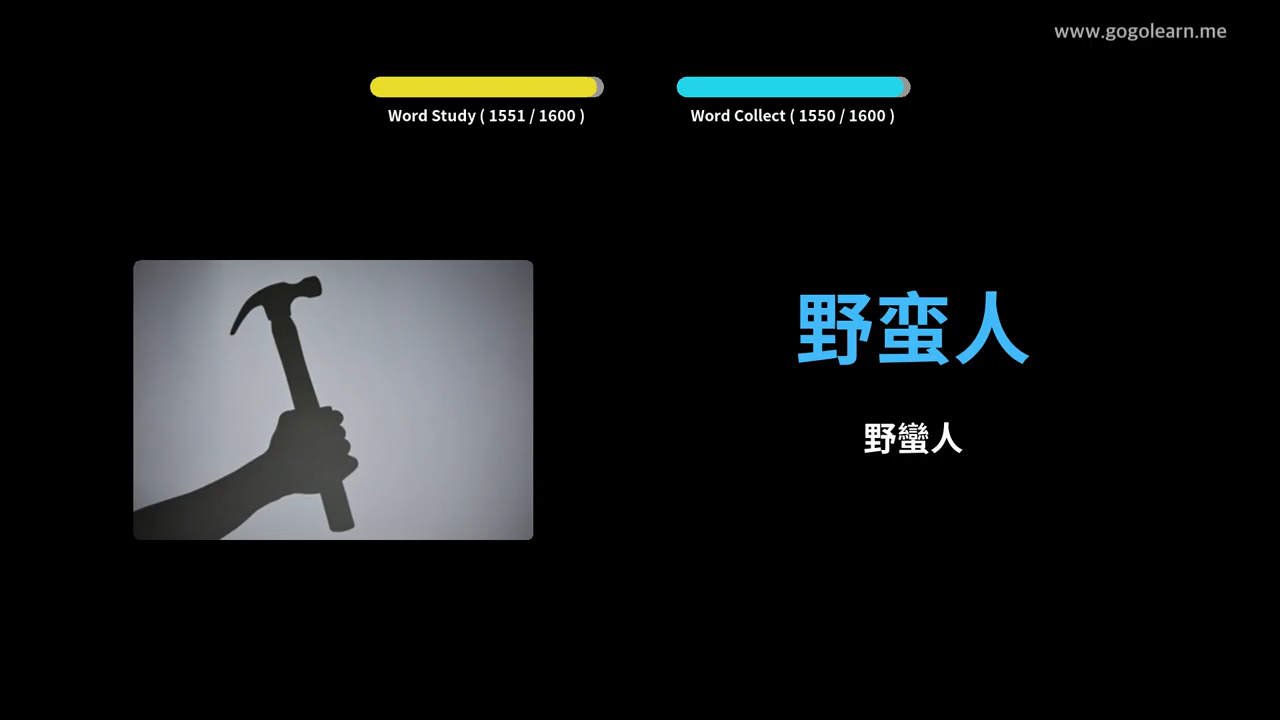 www.gogolearn.me
Word Study ( 1551 / 1600 )
Word Collect ( 1550 / 1600 )
野蛮人
野蠻人